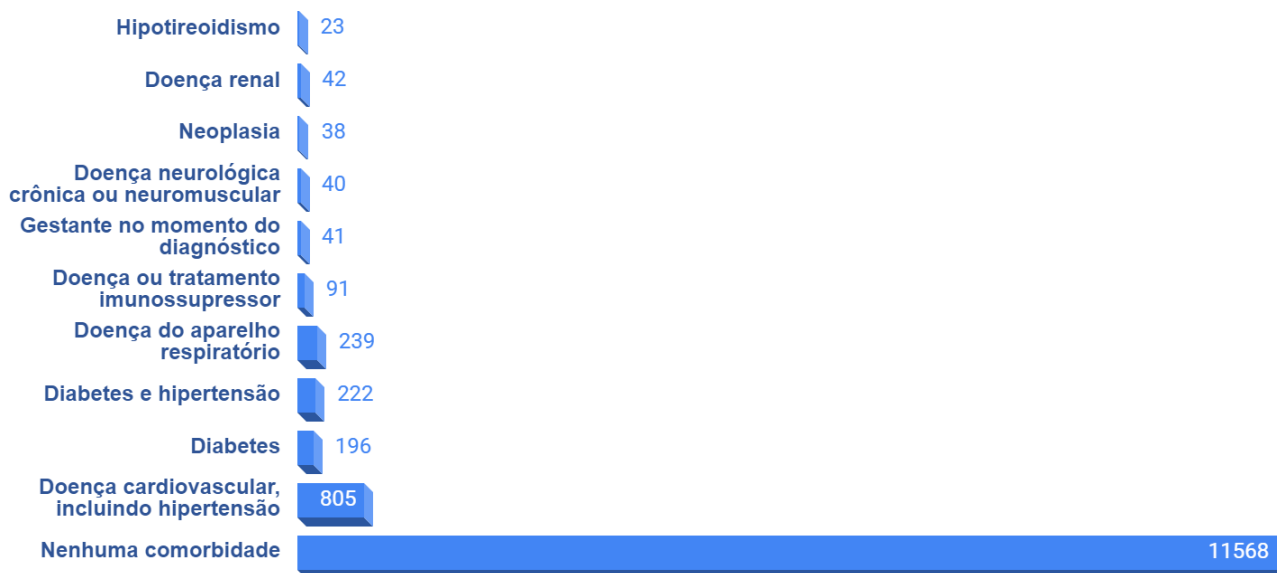 Hipotireoidismo 23
Doença renal 42
Neoplasia 38
Doença neurológica
crônica ou neuromuscular 40
Gestante no momento do
diagnóstico 41
Doença ou tratamento
imunossupressor 91
Doença do aparelho
respiratório 239
Diabetes e hipertensão 222
Diabetes 196
Doença cardiovascular,
incluindo hipertensão 805
Nenhuma comorbidade 11568